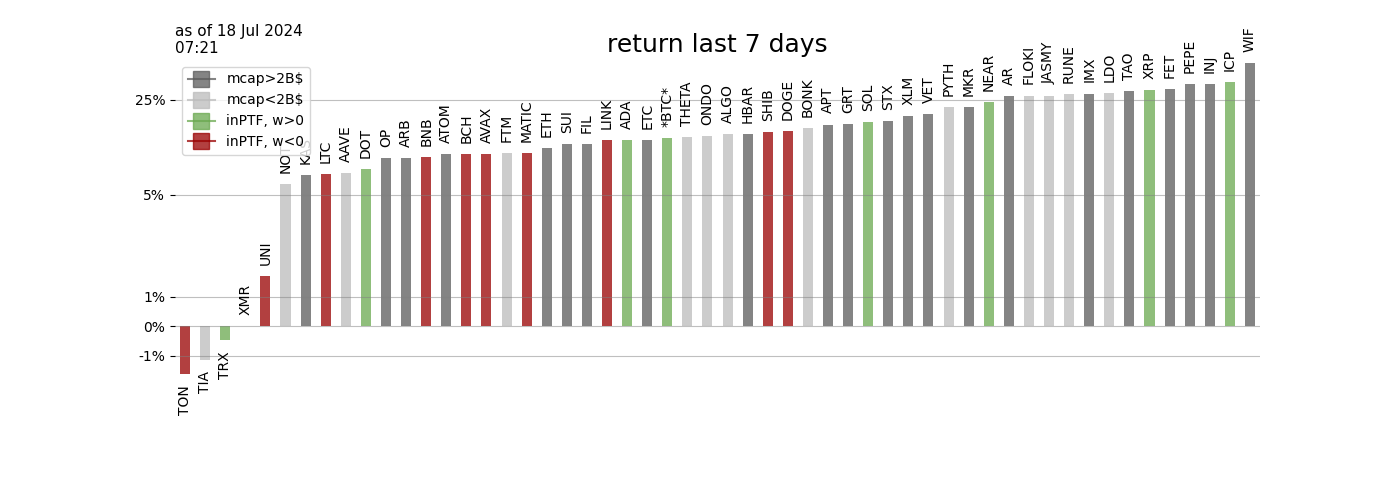 as of 18 Jul 2024
07:21
return last 7 days
mcap>2B$
mcap<2B$
inPTF, w>0
inPTF, w<0
25%
5%
1%
0%
-1%
TON
TIA
TRX
XMR
UNI
NOT
KAS
LTC
AAVE
DOT
OP
ARB
BNB
ATOM
BCH
AVAX
FTM
MATIC
ETH
SUI
FIL
LINK
ADA
ETC
*BTC*
THETA
ONDO
ALGO
HBAR
SHIB
DOGE
BONK
APT
GRT
SOL
STX
XLM
VET
PYTH
MKR
NEAR
AR
FLOKI
JASMY
RUNE
IMX
LDO
TAO
XRP
FET
PEPE
INJ
ICP
WIF